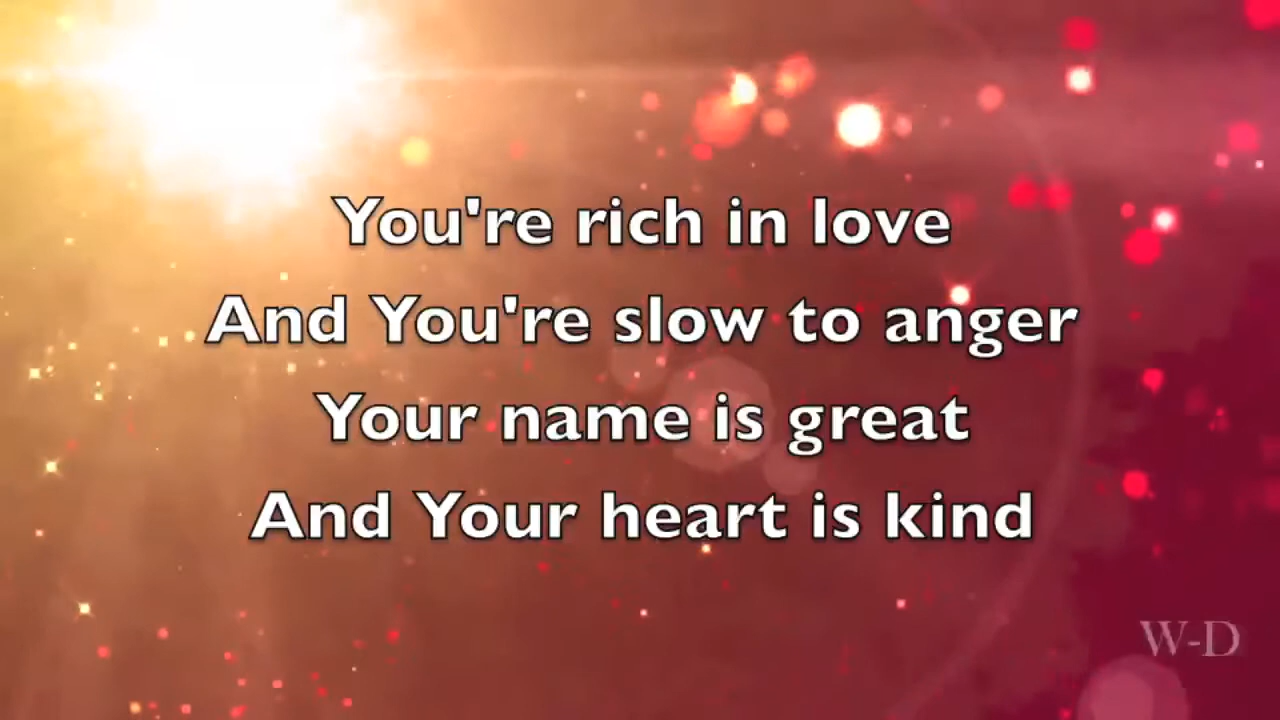 You're rich in love
And You're slow to anger
Your name is great
And Your heart is kind
W-D